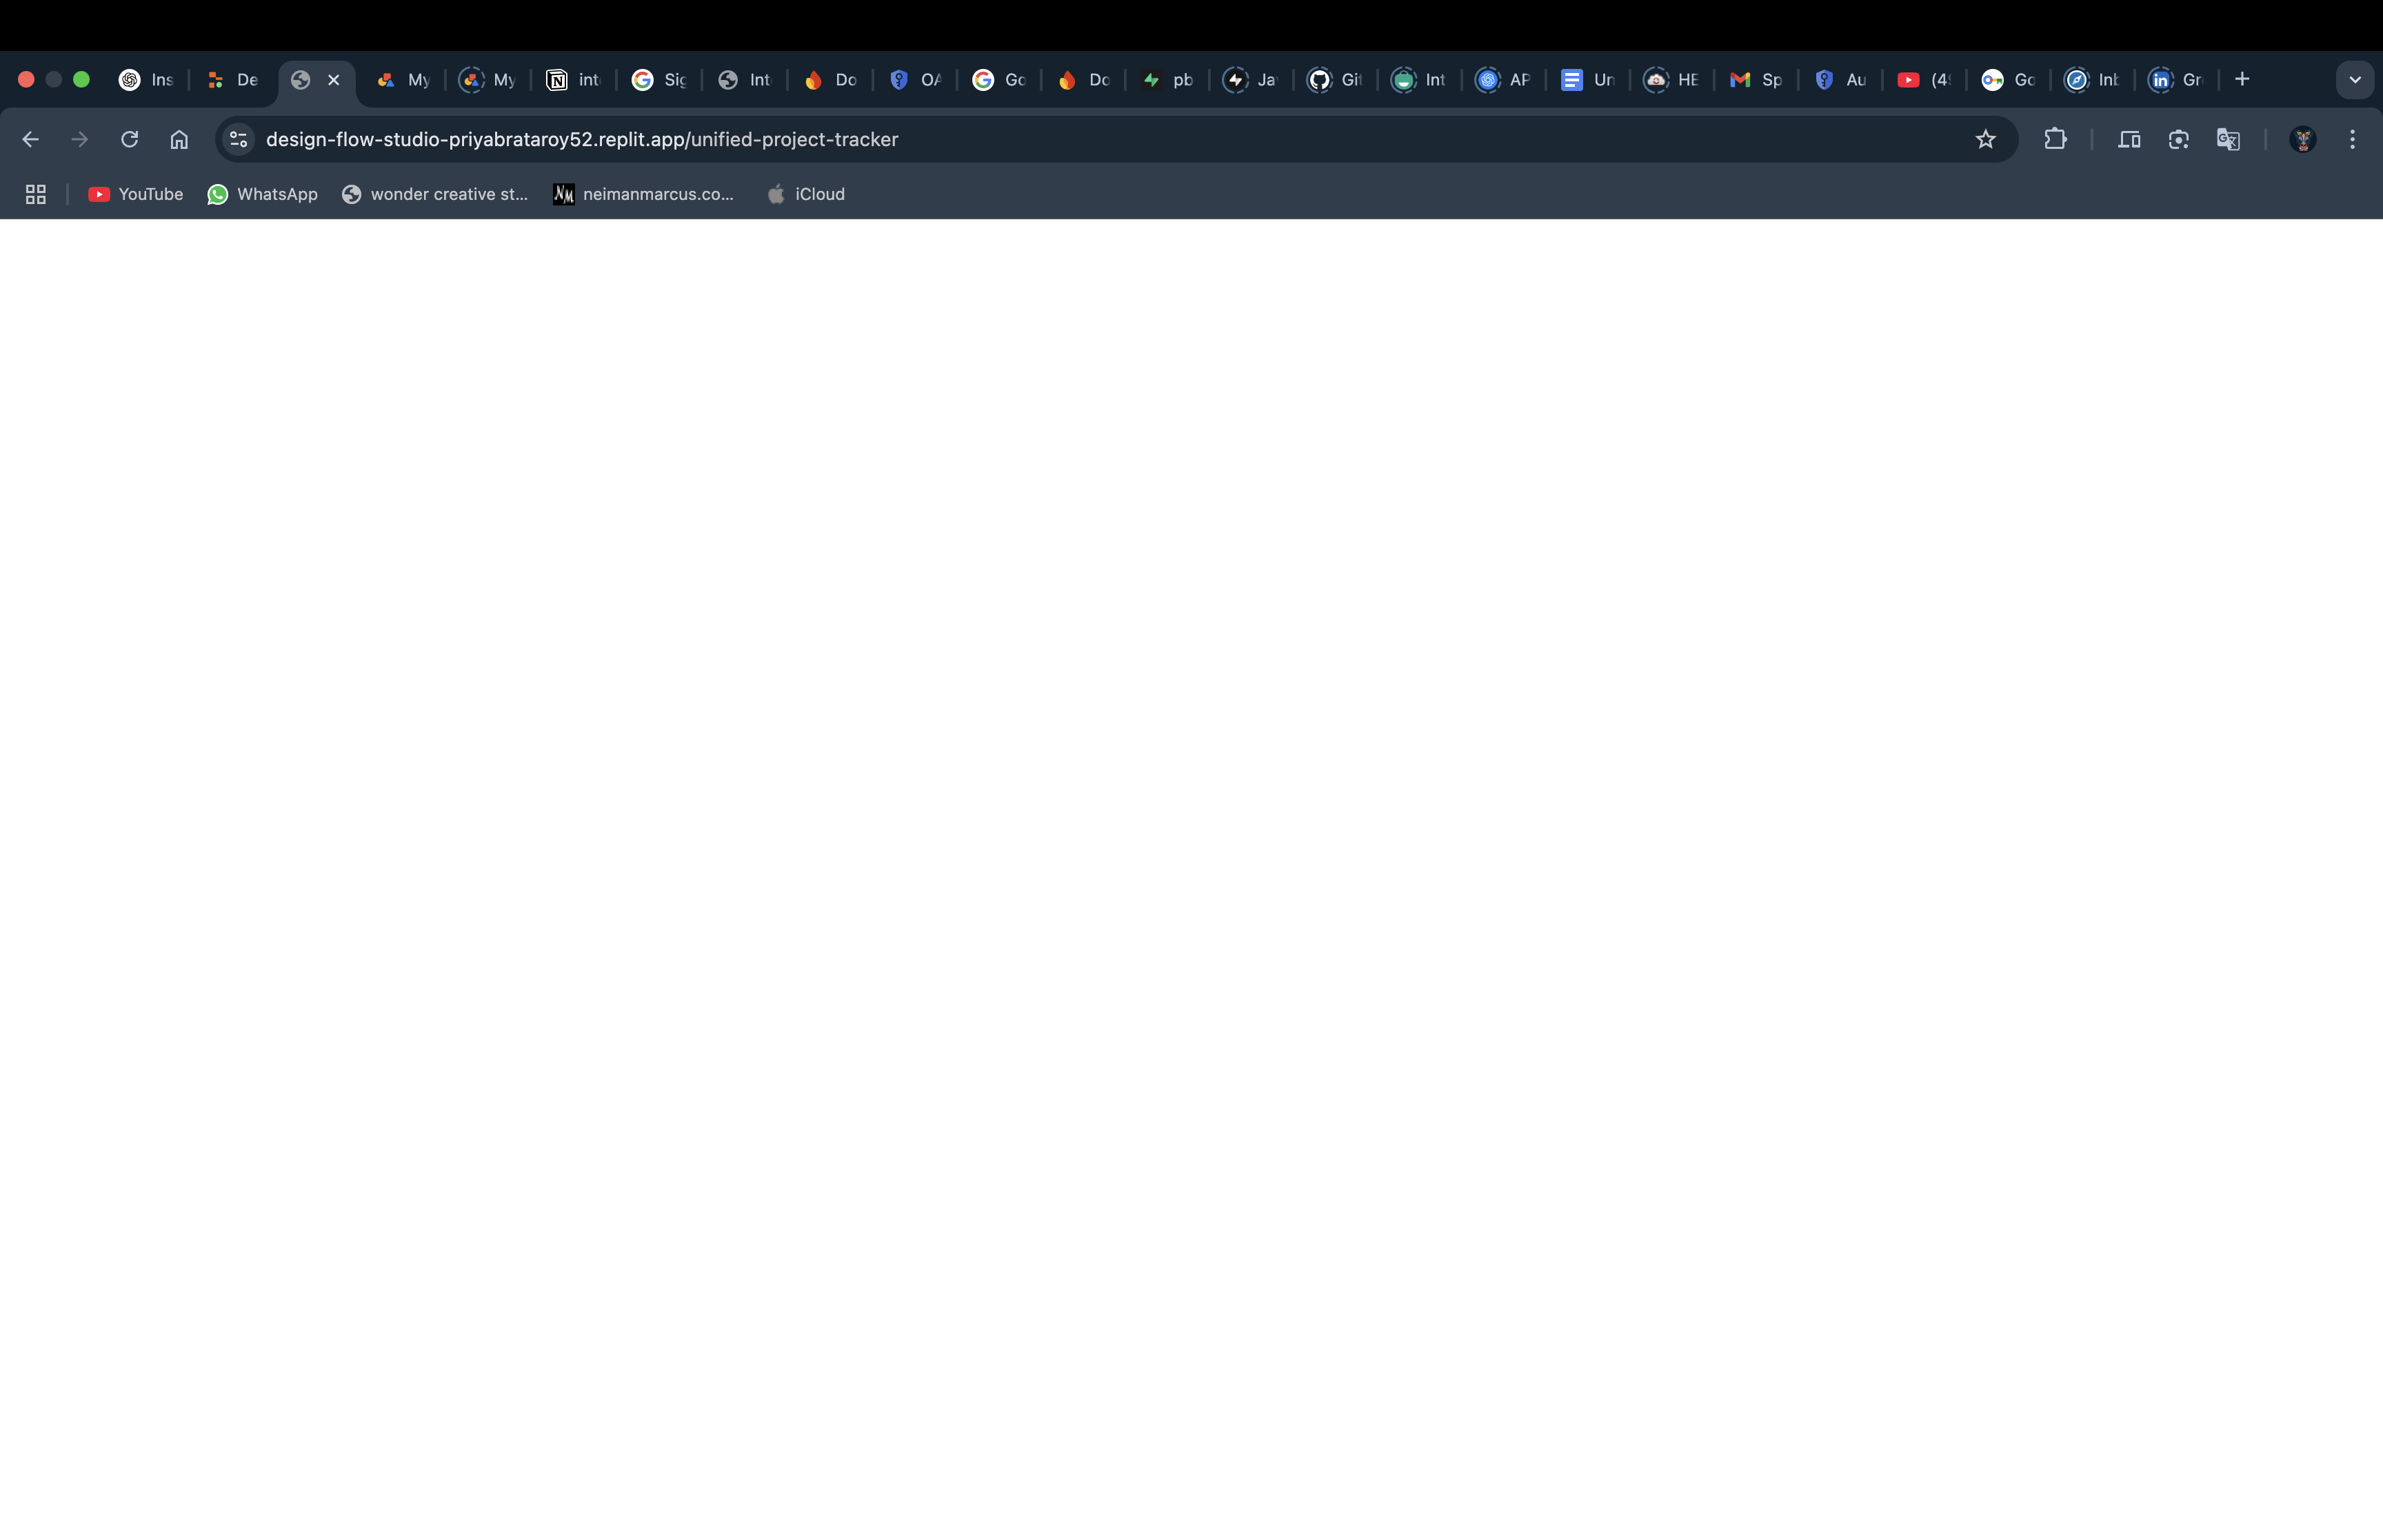 Ins De My My int Sig Int Do OA Go Do pb Ja Git Int AP Un HE Sp Au (4 Go Inb Gr
design-flow-studio-priyabrataroy52.replit.app/unified-project-tracker
YouTube WhatsApp wonder creative st... neimanmarcus.co... iCloud